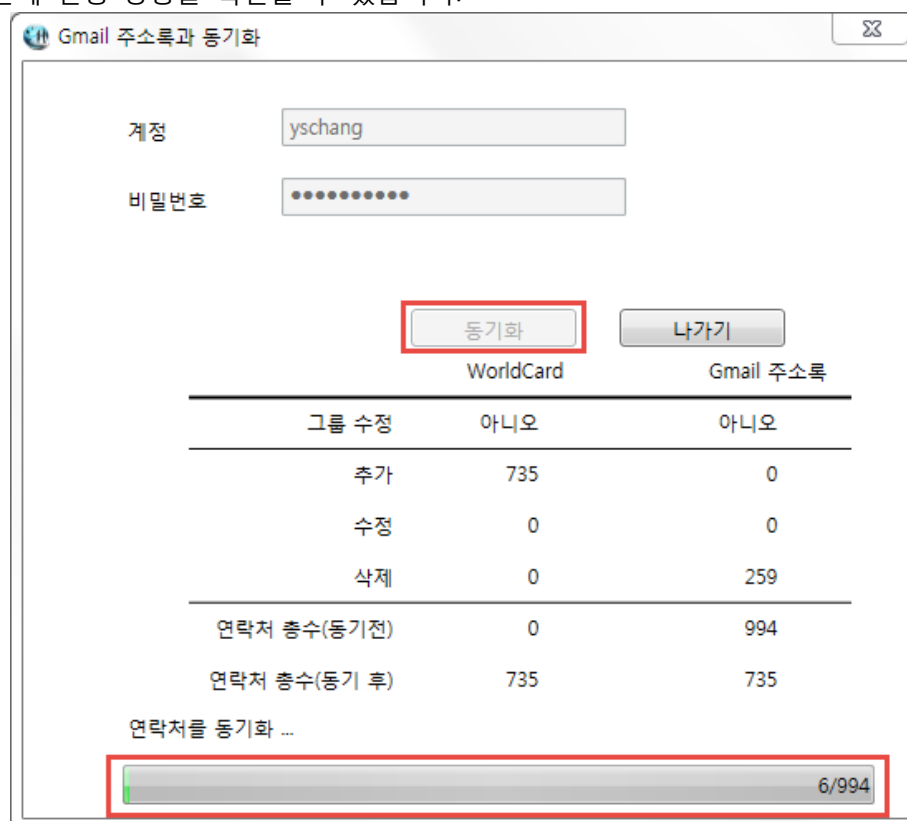 Gmail 주소록과 동기화
계정 yschang
비밀번호 ••••••••••
동기화 나가기
WorldCard Gmail 주소록
그룹 수정 아니오 아니오
추가 735 0
수정 0 0
삭제 0 259
연락처 총수(동기전) 0 994
연락처 총수(동기 후) 735 735
연락처를 동기화 ...
6/994